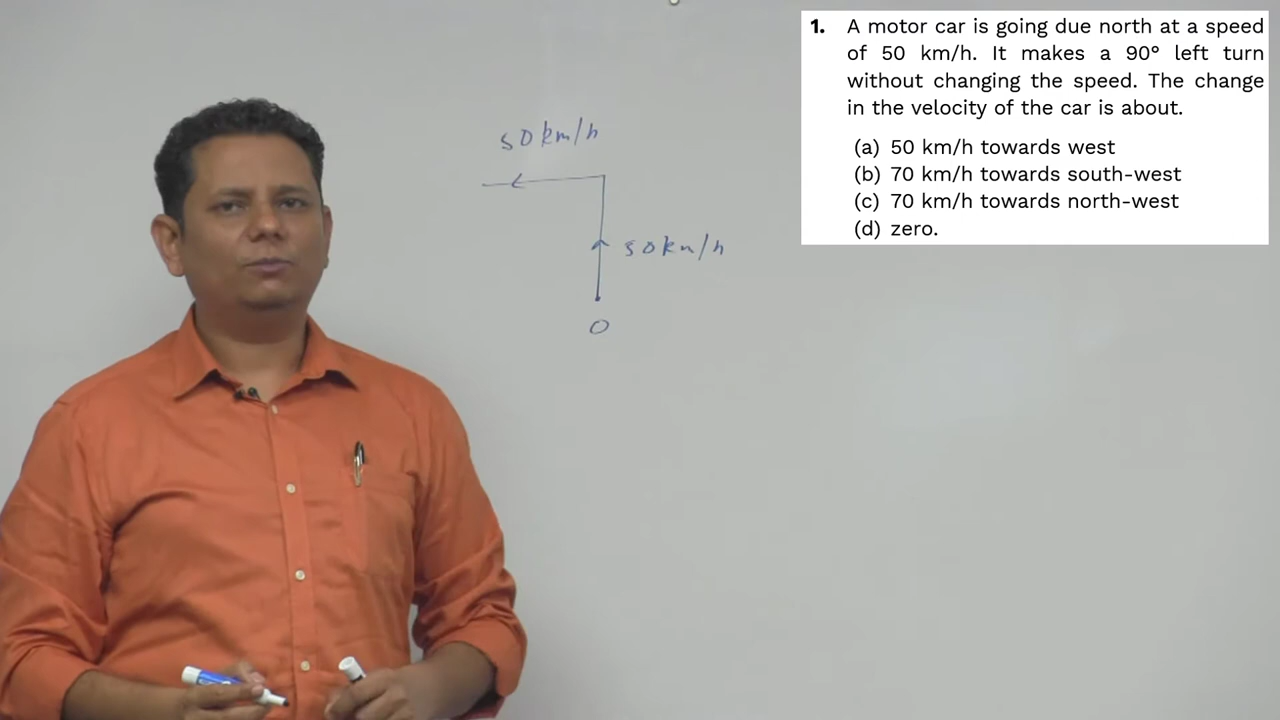 1. A motor car is going due north at a speed
of 50 km/h. It makes a 90° left turn
without changing the speed. The change
in the velocity of the car is about.
(a) 50 km/h towards west
(b) 70 km/h towards south-west
(c) 70 km/h towards north-west
(d) zero.
50km/h
50km/h
O